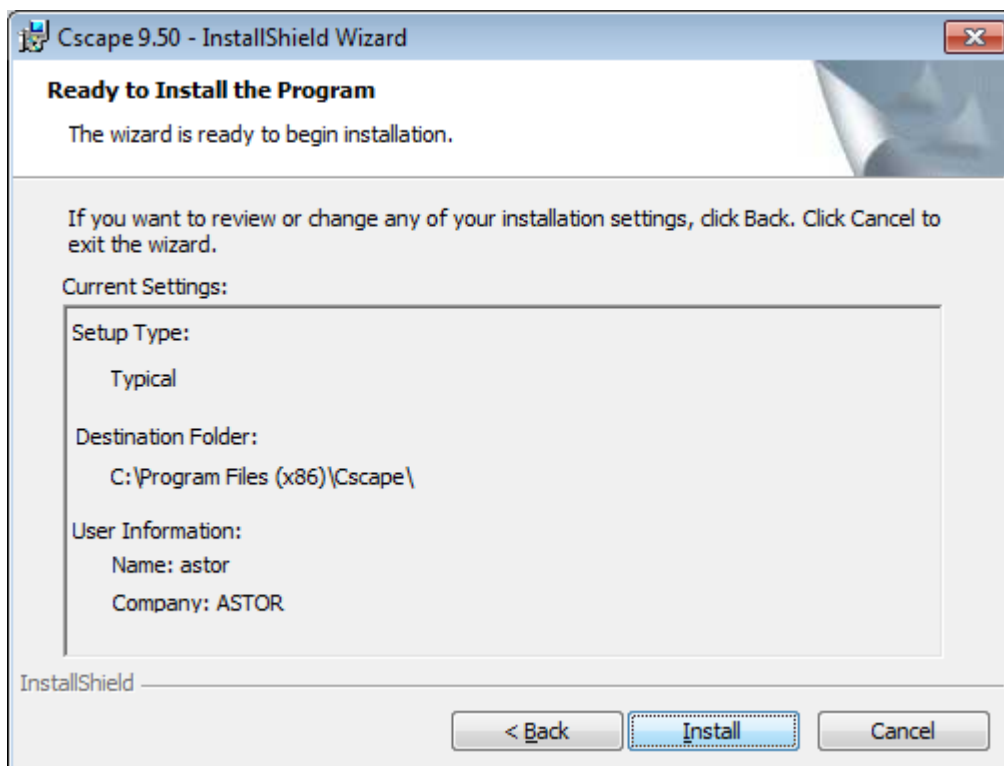 Cscape 9.50 - InstallShield Wizard
Ready to Install the Program
The wizard is ready to begin installation.
If you want to review or change any of your installation settings, click Back. Click Cancel to
exit the wizard.
Current Settings:
Setup Type:
Typical
Destination Folder:
C:\Program Files (x86)\Cscape\
User Information:
Name: astor
Company: ASTOR
InstallShield
< Back
Install
Cancel